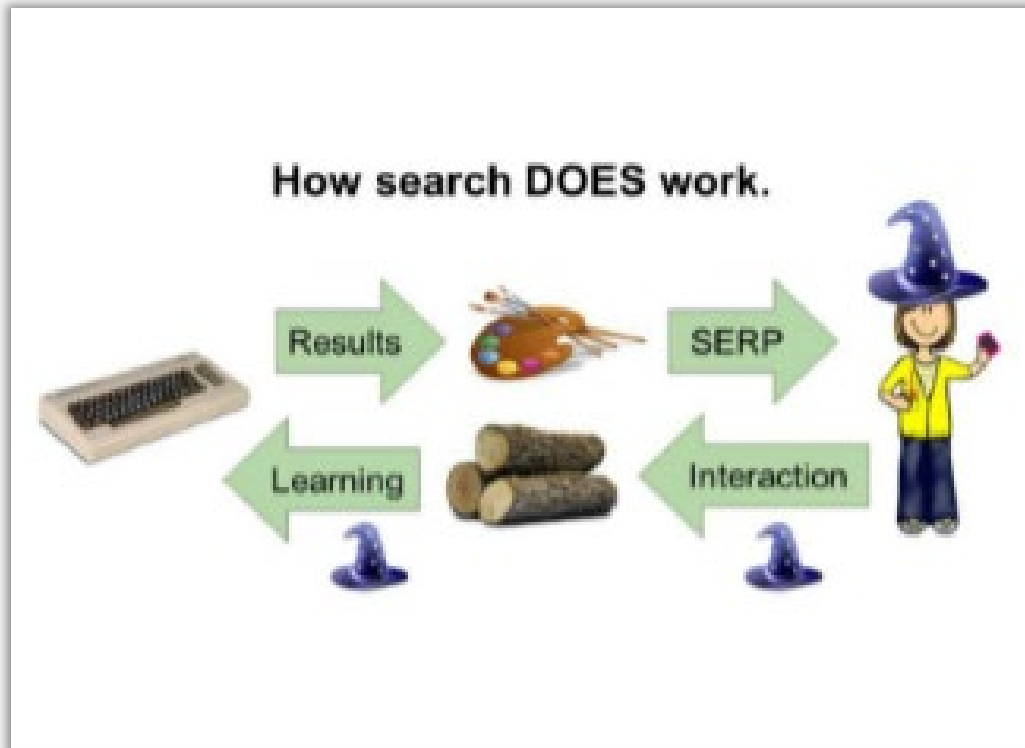 How search DOES work.
Results
SERP
Learning
Interaction